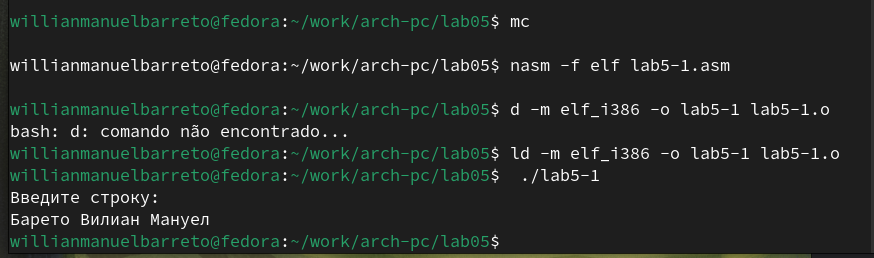 willianmanuelbarreto@fedora:~/work/arch-pc/lab05$ mc
willianmanuelbarreto@fedora:~/work/arch-pc/lab05$ nasm -f elf lab5-1.asm
willianmanuelbarreto@fedora:~/work/arch-pc/lab05$ d -m elf_i386 -o lab5-1 lab5-1.o
bash: d: comando não encontrado...
willianmanuelbarreto@fedora:~/work/arch-pc/lab05$ ld -m elf_i386 -o lab5-1 lab5-1.o
willianmanuelbarreto@fedora:~/work/arch-pc/lab05$  ./lab5-1
Введите строку:
Барето Вилиан Мануел
willianmanuelbarreto@fedora:~/work/arch-pc/lab05$